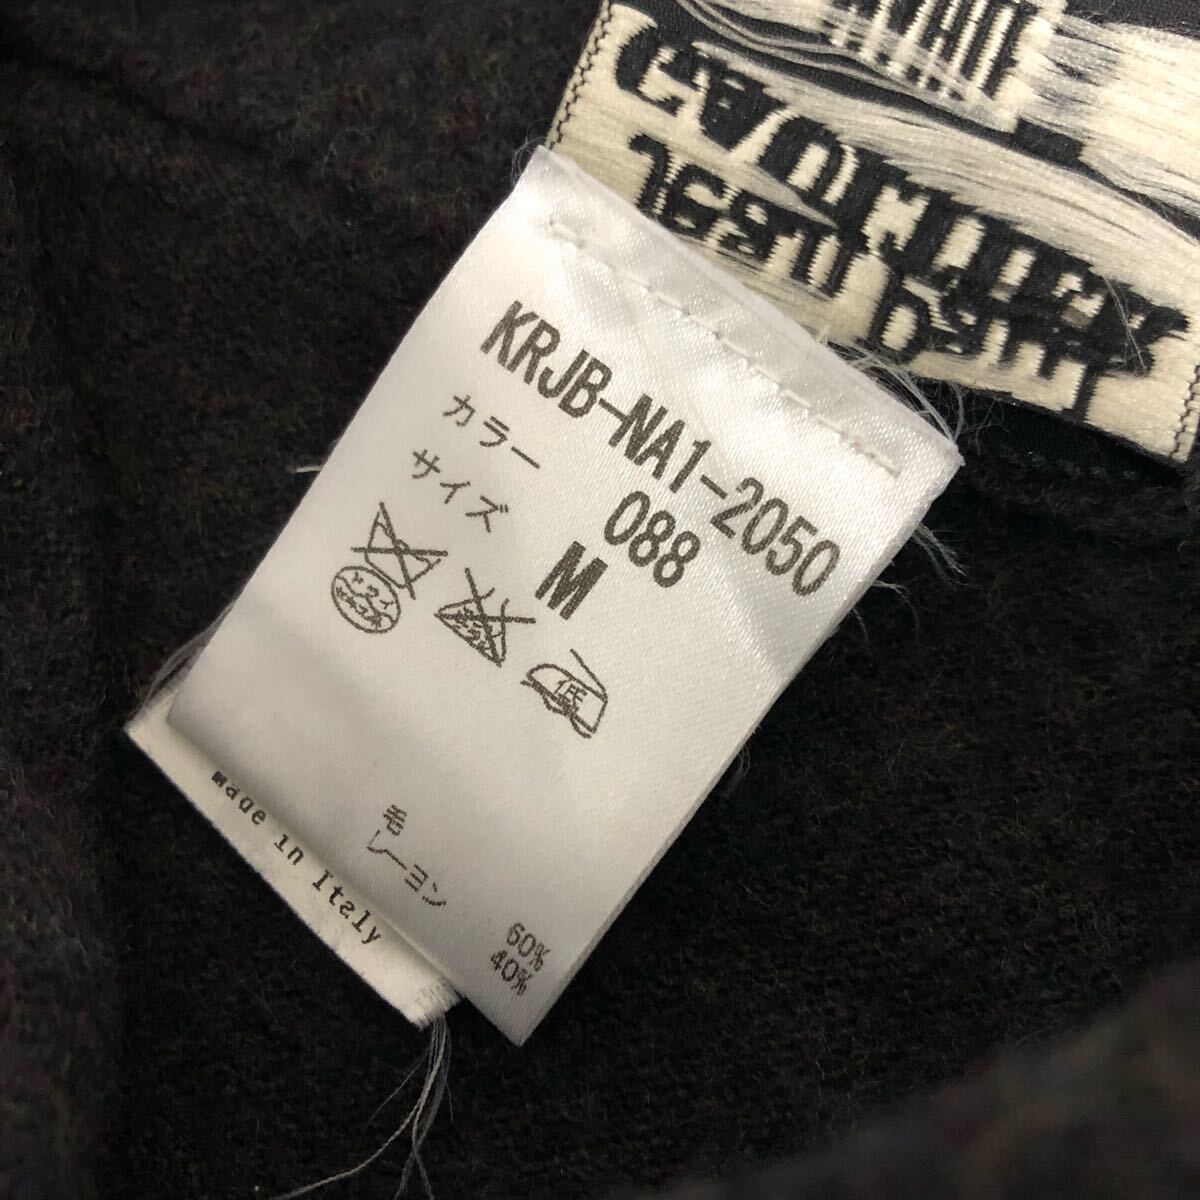 KRJB-NA1-2050
カラー 088
サイズ M
低
毛 60%
レーヨン 40%
Made in Italy